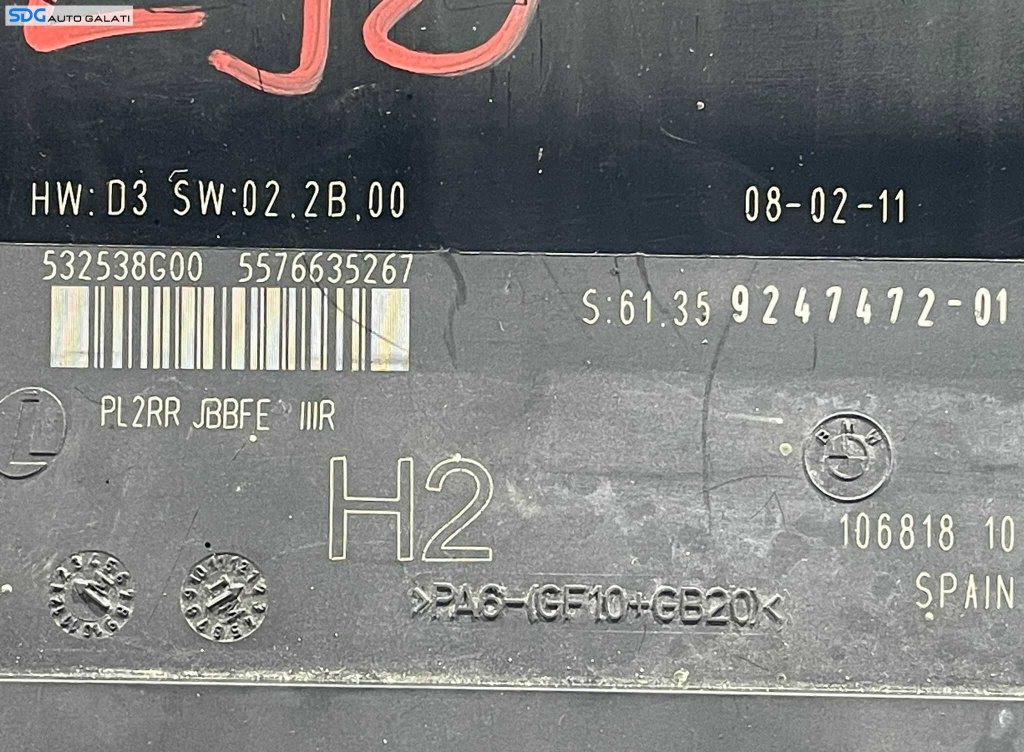 SDG AUTO GALATI
HW: D3 SW:02.2B.00
08-02-11
532538G00 5576635267
S:61.35 9247472-01
PL2RR JBBFE IIIR
BMW
H2
106818 10
SPAIN
>PA6-(GF10+GB20)<